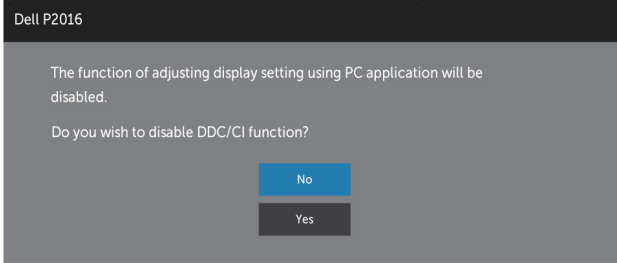 Dell P2016
The function of adjusting display setting using PC application will be
disabled.
Do you wish to disable DDC/CI function?
No
Yes